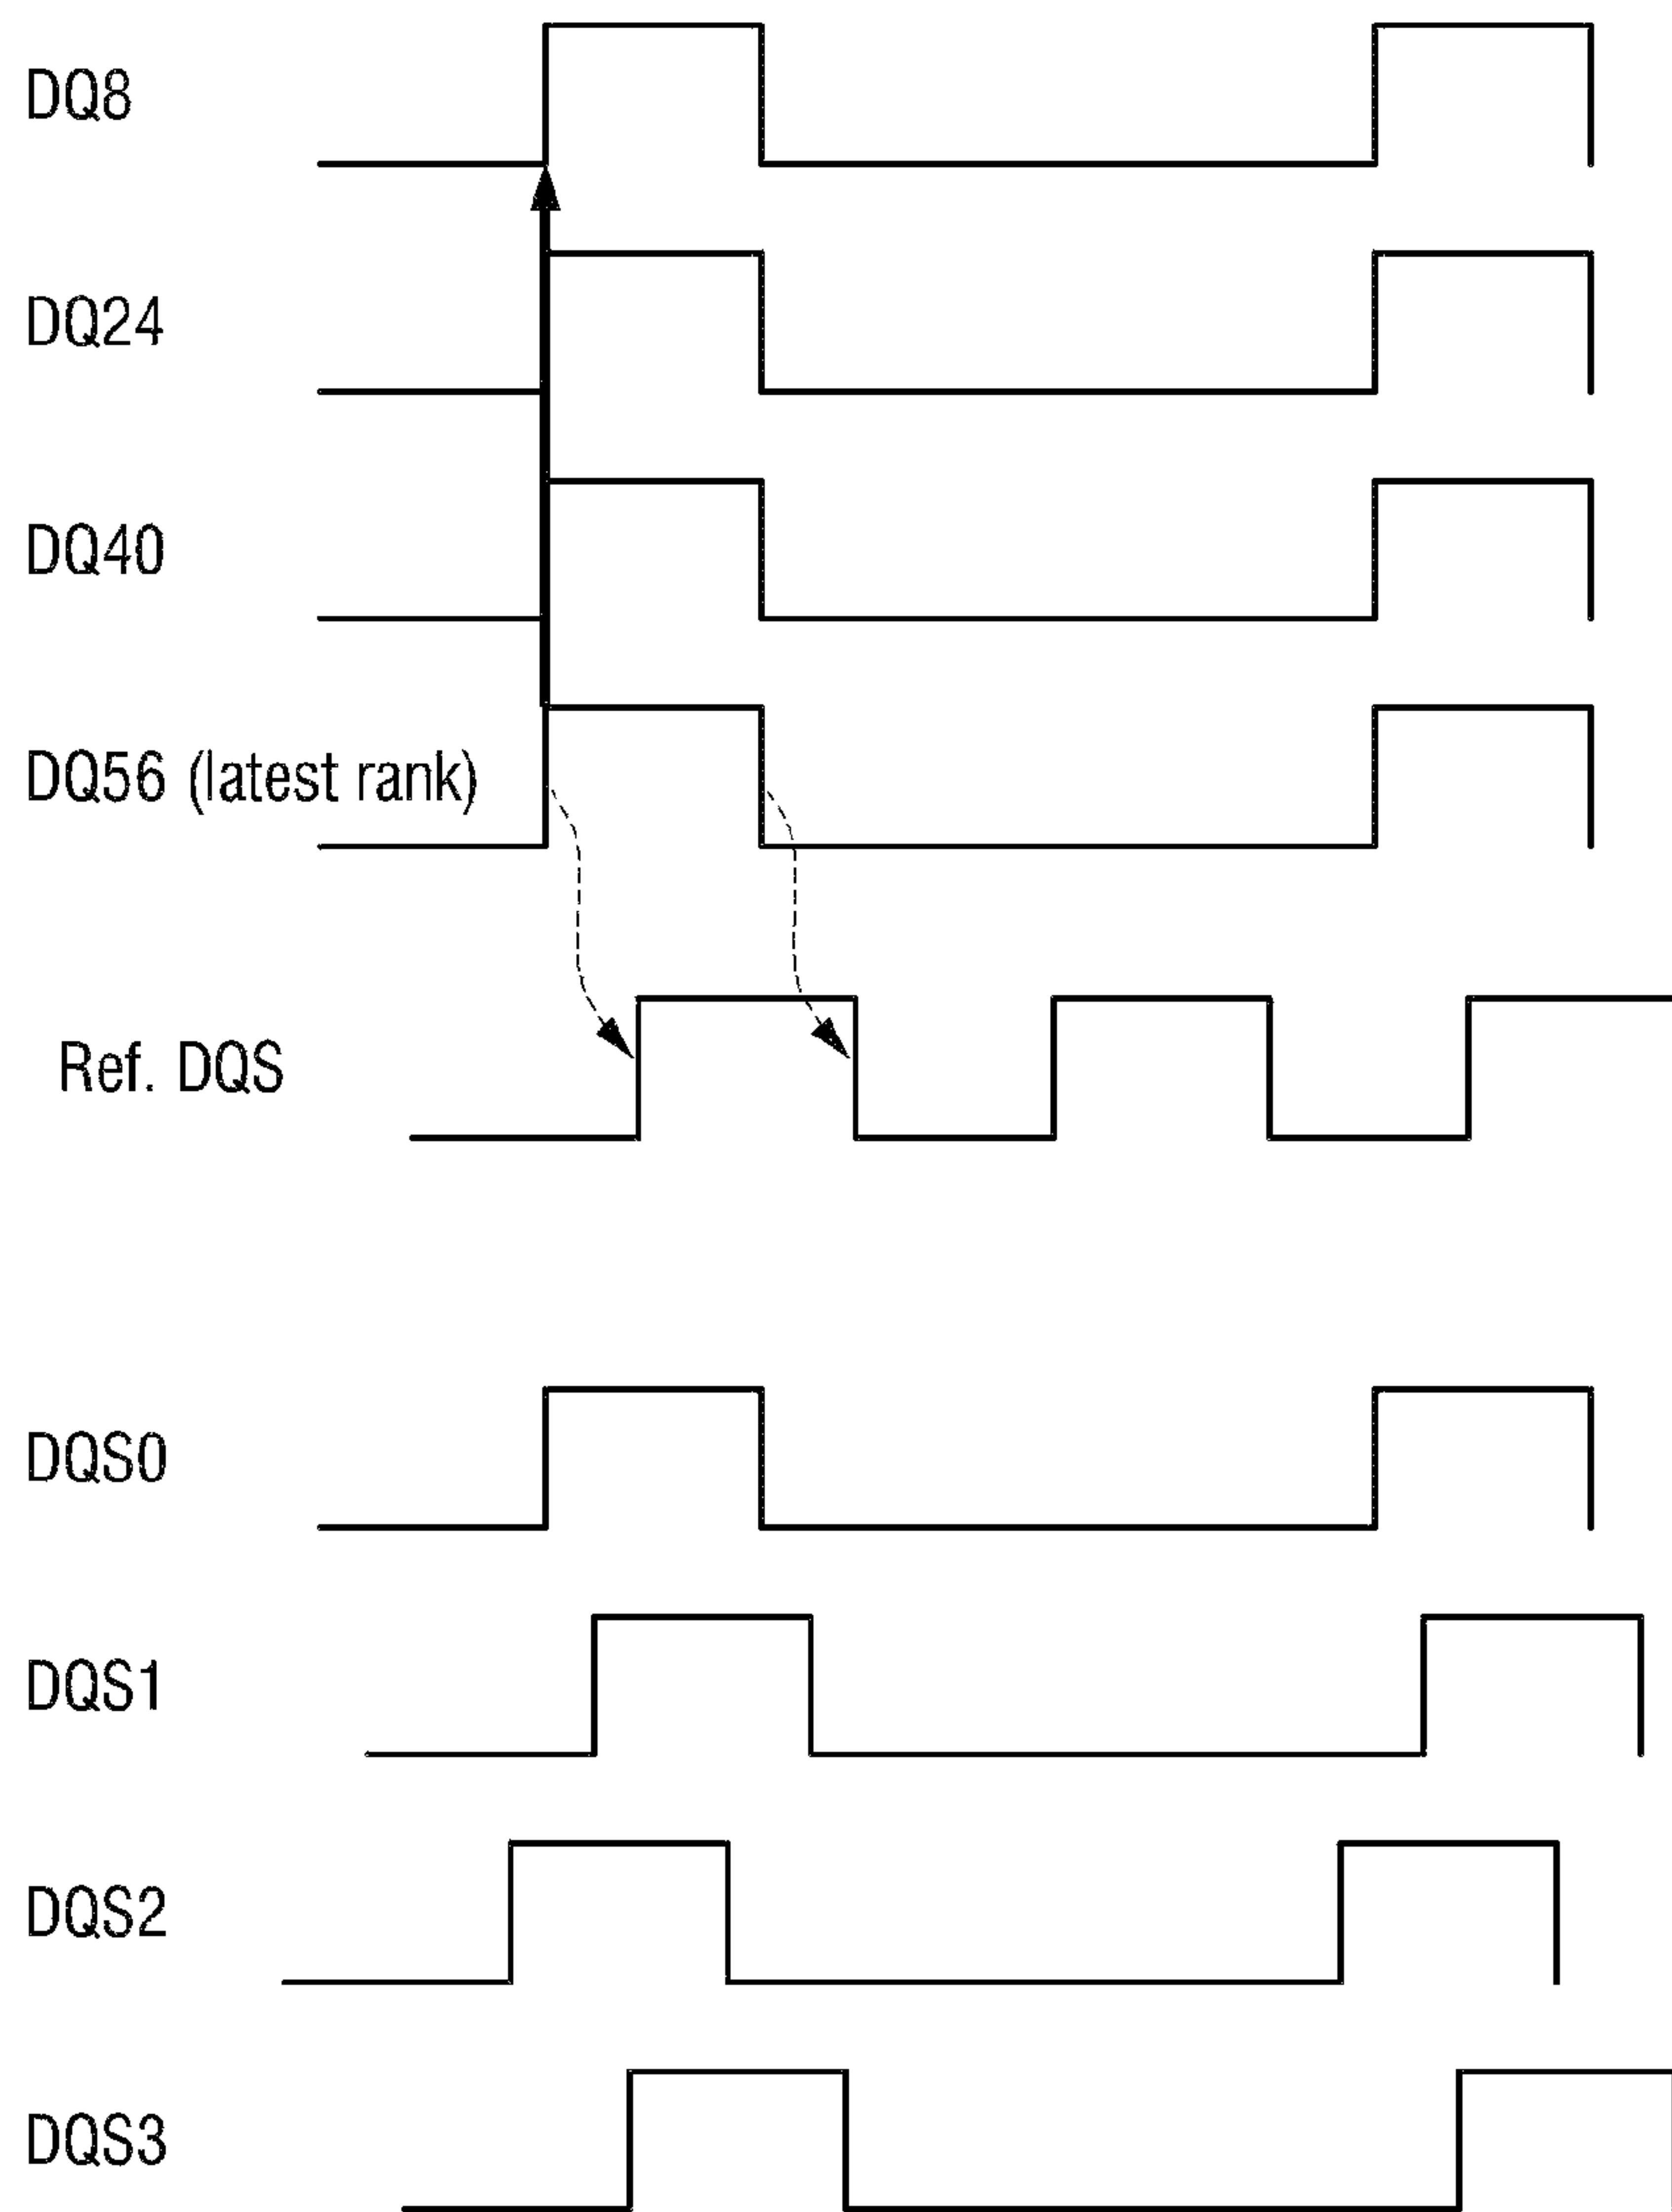 DQ8
DQ24
DQ40
DQ56 (latest rank)
Ref. DQS
DQS0
DQS1
DQS2
DQS3